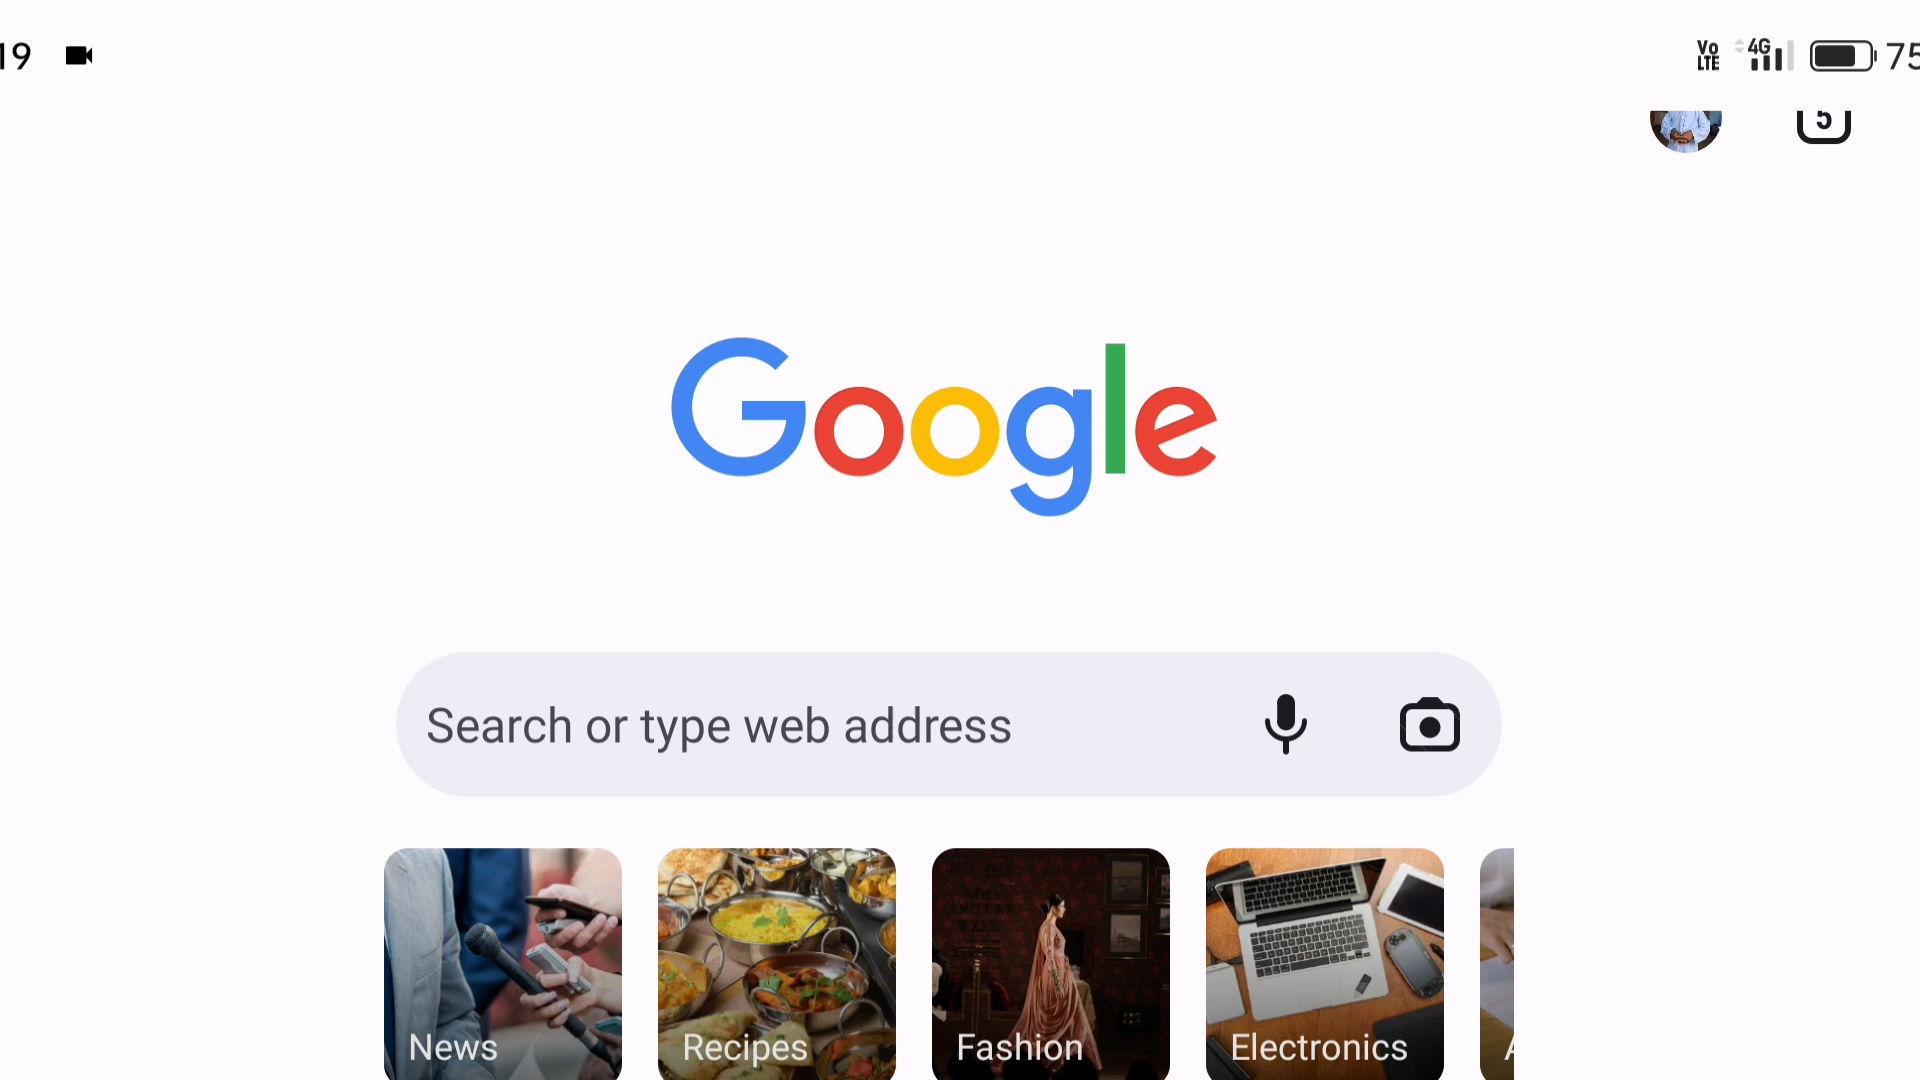 19
Vo LTE 4G 75
5
Google
Search or type web address
News
Recipes
Fashion
Electronics